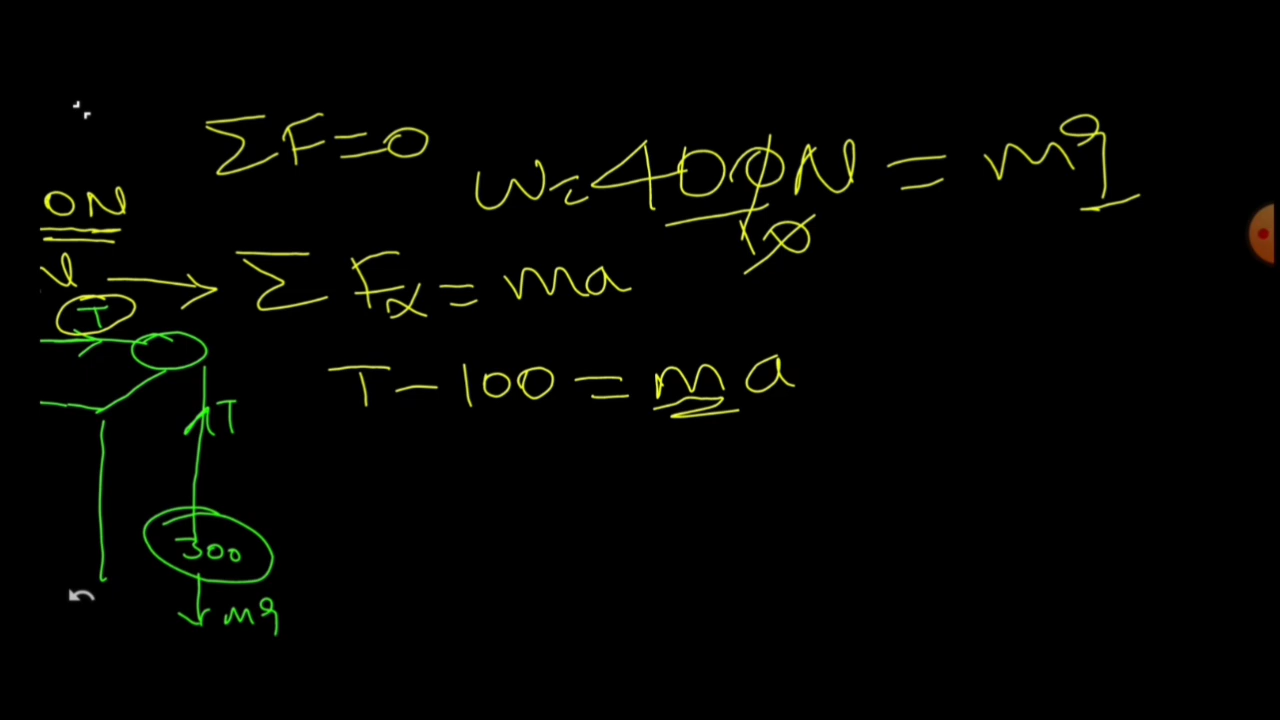 ΣF=0
W=400N = mg
10
ON
ΣFx = ma
T
T - 100 = ma
T
300
mg